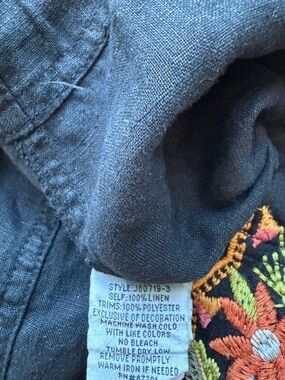 STYLE:JB0719-3
SELF:100%LINEN
TRIMS:100%POLYESTER
EXCLUSIVE OF DECORATION
MACHINE WASH COLD
WITH LIKE COLORS
NO BLEACH
TUMBLE DRY LOW
REMOVE PROMPTLY
WARM IRON IF NEEDED